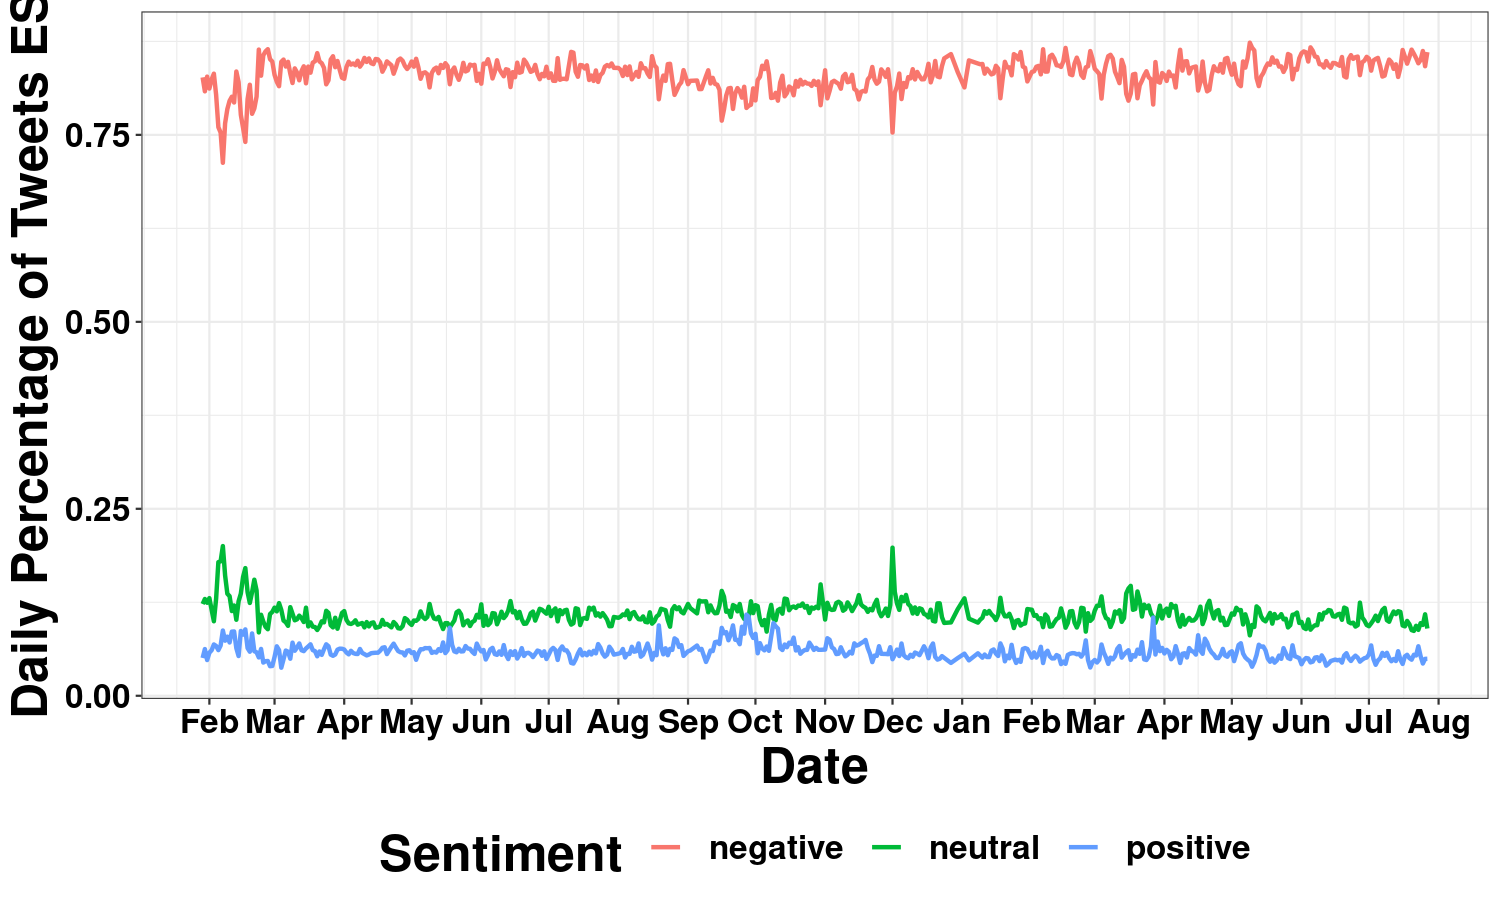 Daily Percentage of Tweets ES
0.75
0.50
0.25
0.00
Feb Mar Apr May Jun Jul Aug Sep Oct Nov Dec Jan Feb Mar Apr May Jun Jul Aug
Date
Sentiment negative neutral positive